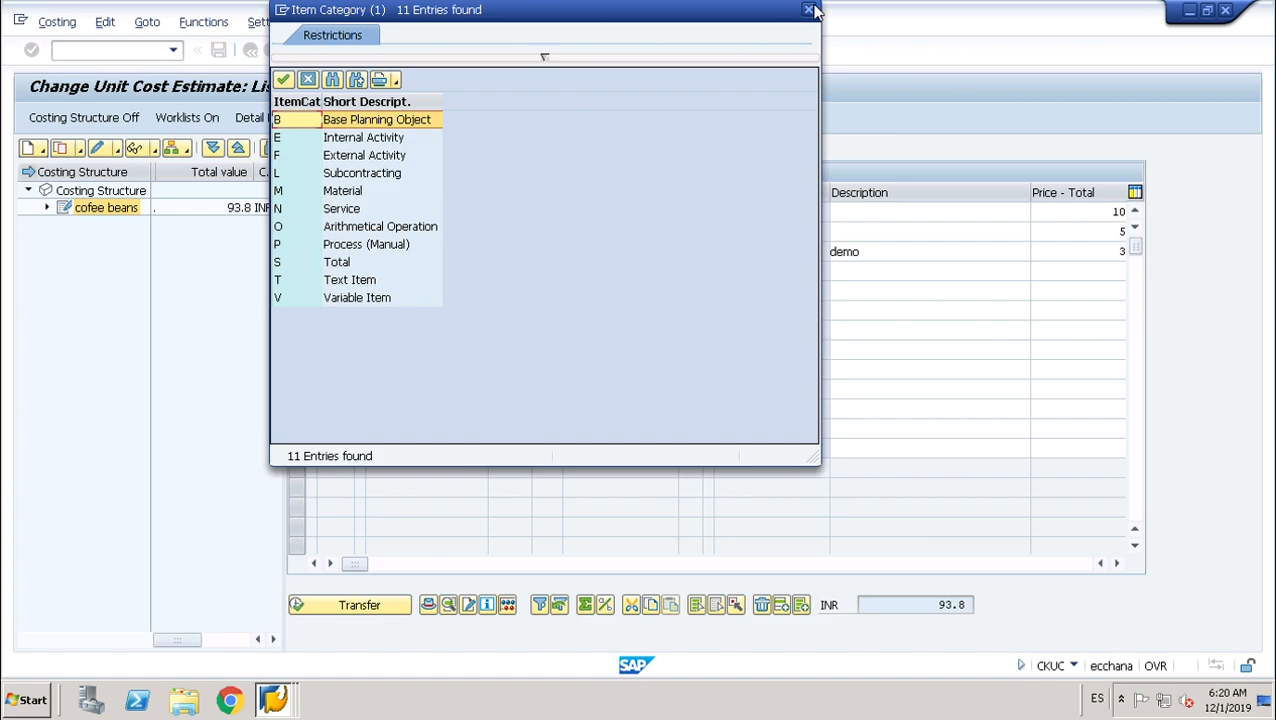 Costing Edit Goto Functions
Item Category (1) 11 Entries found
Restrictions
Change Unit Cost Estimate:
Costing Structure Off Worklists On Detail
ItemCat Short Descript.
B Base Planning Object
E Internal Activity
F External Activity
L Subcontracting
M Material
N Service
O Arithmetical Operation
P Process (Manual)
S Total
T Text Item
V Variable Item
11 Entries found
Costing Structure Total value
Costing Structure
cofee beans . 93.8 INR
Description Price - Total
10
5
demo 3
Transfer INR 93.8
SAP CKUC ecchana OVR
Start ES 6:20 AM
12/1/2019